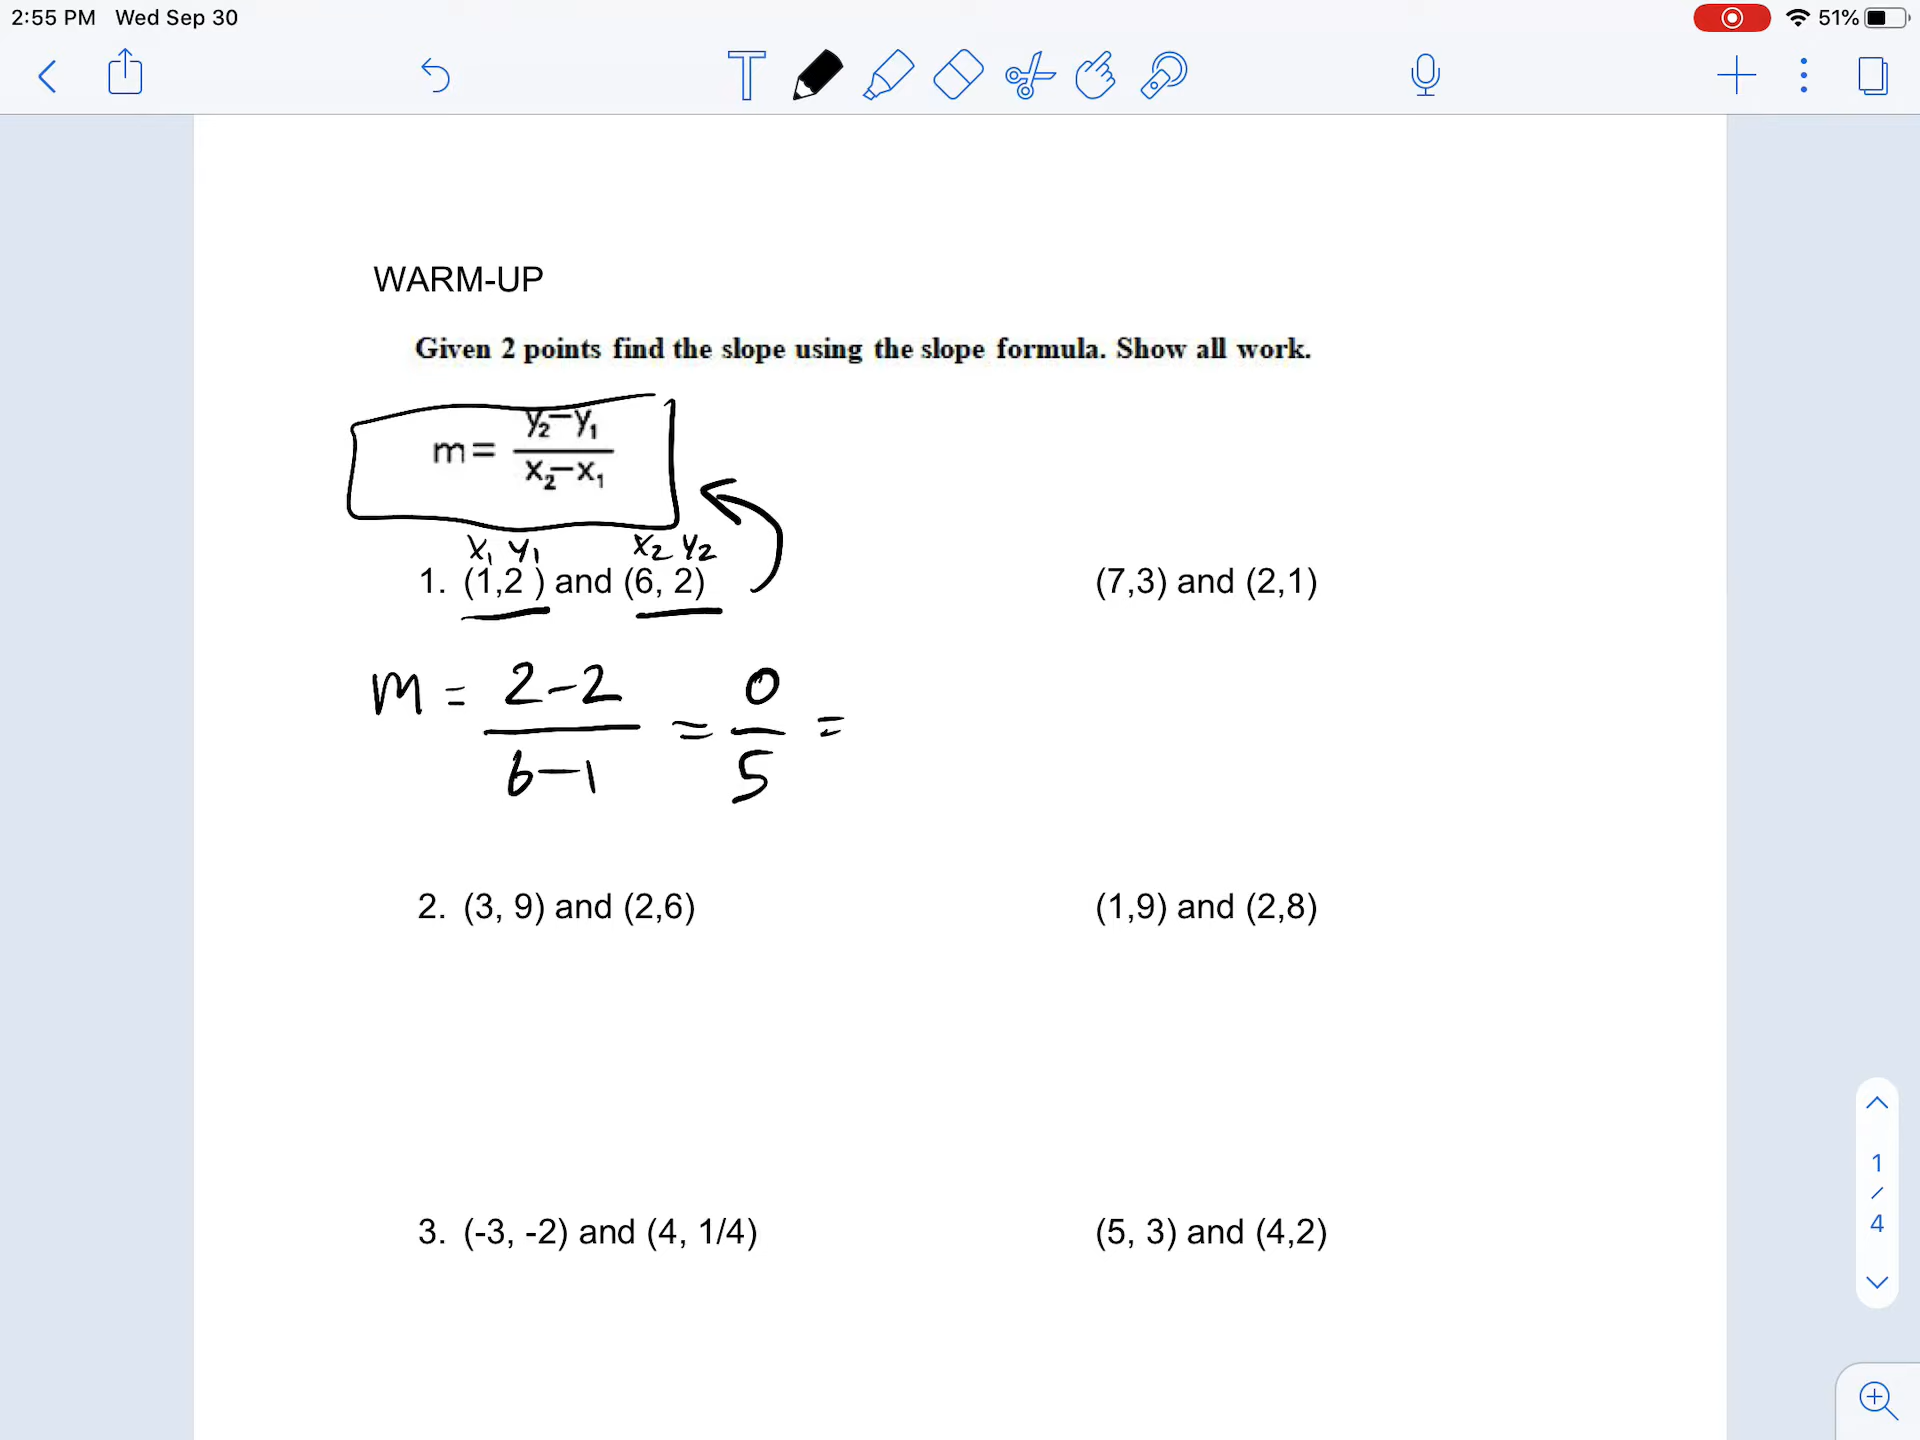 2:55 PM Wed Sep 30
51%
T
WARM-UP
Given 2 points find the slope using the slope formula. Show all work.
m = y₂-y₁ / x₂-x₁
x₁ y₁ x₂ y₂
1. (1,2 ) and (6, 2) (7,3) and (2,1)
m = 2-2 / 6-1 = 0 / 5 =
2. (3, 9) and (2,6) (1,9) and (2,8)
3. (-3, -2) and (4, 1/4) (5, 3) and (4,2)
1
/
4